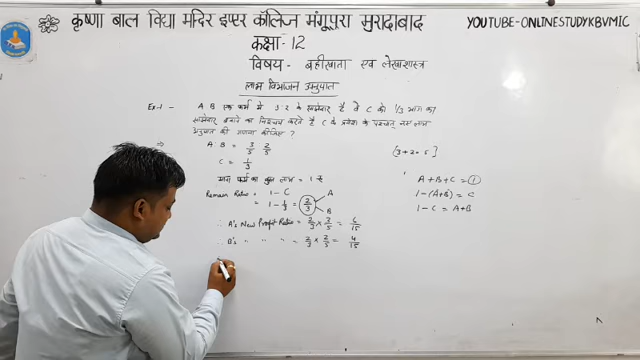 कृष्णा बाल विद्या मन्दिर इण्टर कॉलिज मंगूपुरा मुरादाबाद
YOUTUBE-ONLINESTUDYKBVMIC
कक्षा - 12
विषय - बहीखाता एवं लेखाशास्त्र
लाभ विभाजन अनुपात
Ex-1 - A B एक फर्म में 3:2 के साझेदार है वे C को 1/3 भाग का
साझेदार बनाने का निश्चय करते है C के प्रवेश के पश्चात् नया लाभ
अनुपात की गणना कीजिए ?
⇒ A B = 3/5 2/5 {3+2=5}
C = 1/3
माना फर्म का कुल लाभ = 1
Remain Ratio = 1 - C
= 1 - 1/3 = 2/3 A B
∴ A's New Profit Ratio = 2/3 × 3/5 = 6/15
∴ B's " " " = 2/3 × 2/5 = 4/15
A + B + C = 1
1 - (A+B) = C
1 - C = A+B